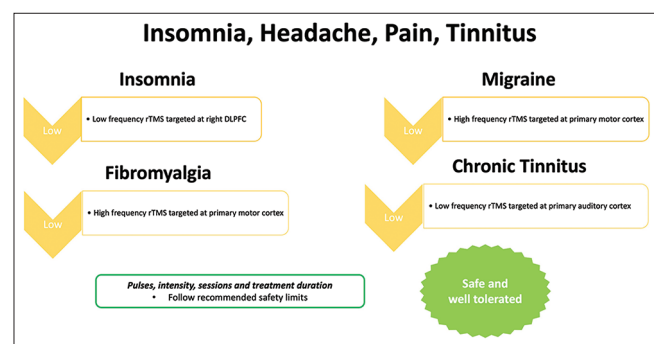 Insomnia, Headache, Pain, Tinnitus
Insomnia
Low
• Low frequency rTMS targeted at right DLPFC
Migraine
Low
• High frequency rTMS targeted at primary motor cortex
Fibromyalgia
Low
• High frequency rTMS targeted at primary motor cortex
Chronic Tinnitus
Low
• Low frequency rTMS targeted at primary auditory cortex
Pulses, intensity, sessions and treatment duration
• Follow recommended safety limits
Safe and
well tolerated